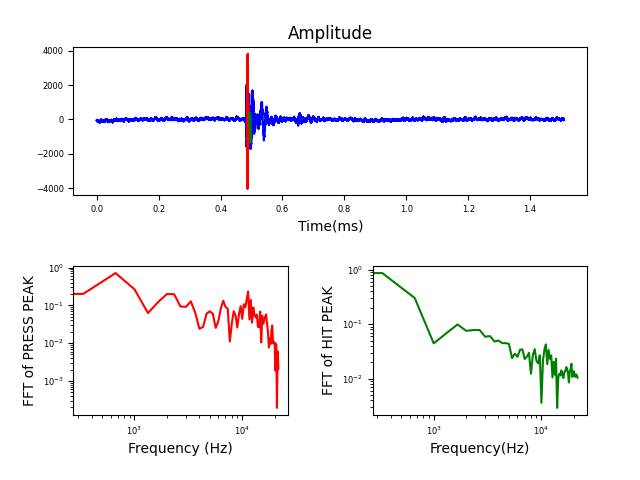 Amplitude
4000
2000
0
−2000
−4000
0.0 0.2 0.4 0.6 0.8 1.0 1.2 1.4
Time(ms)
FFT of PRESS PEAK
10⁰
10⁻¹
10⁻²
10⁻³
10³ 10⁴
Frequency (Hz)
FFT of HIT PEAK
10⁰
10⁻¹
10⁻²
10³ 10⁴
Frequency(Hz)